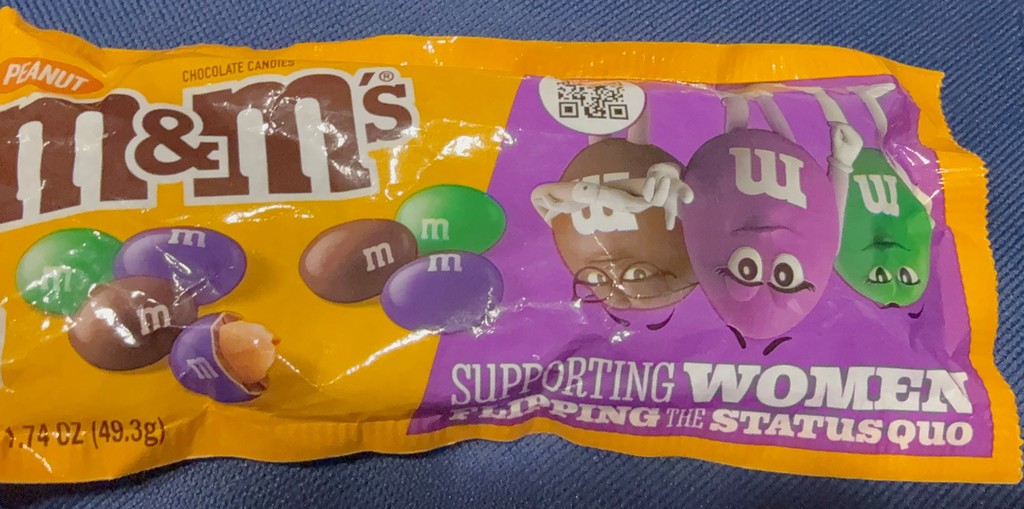 PEANUT
CHOCOLATE CANDIES
m&m's®
m
m
m
m
m
m
m
m
m
m
SUPPORTING WOMEN
FLIPPING THE STATUS QUO
1.74 OZ (49.3g)